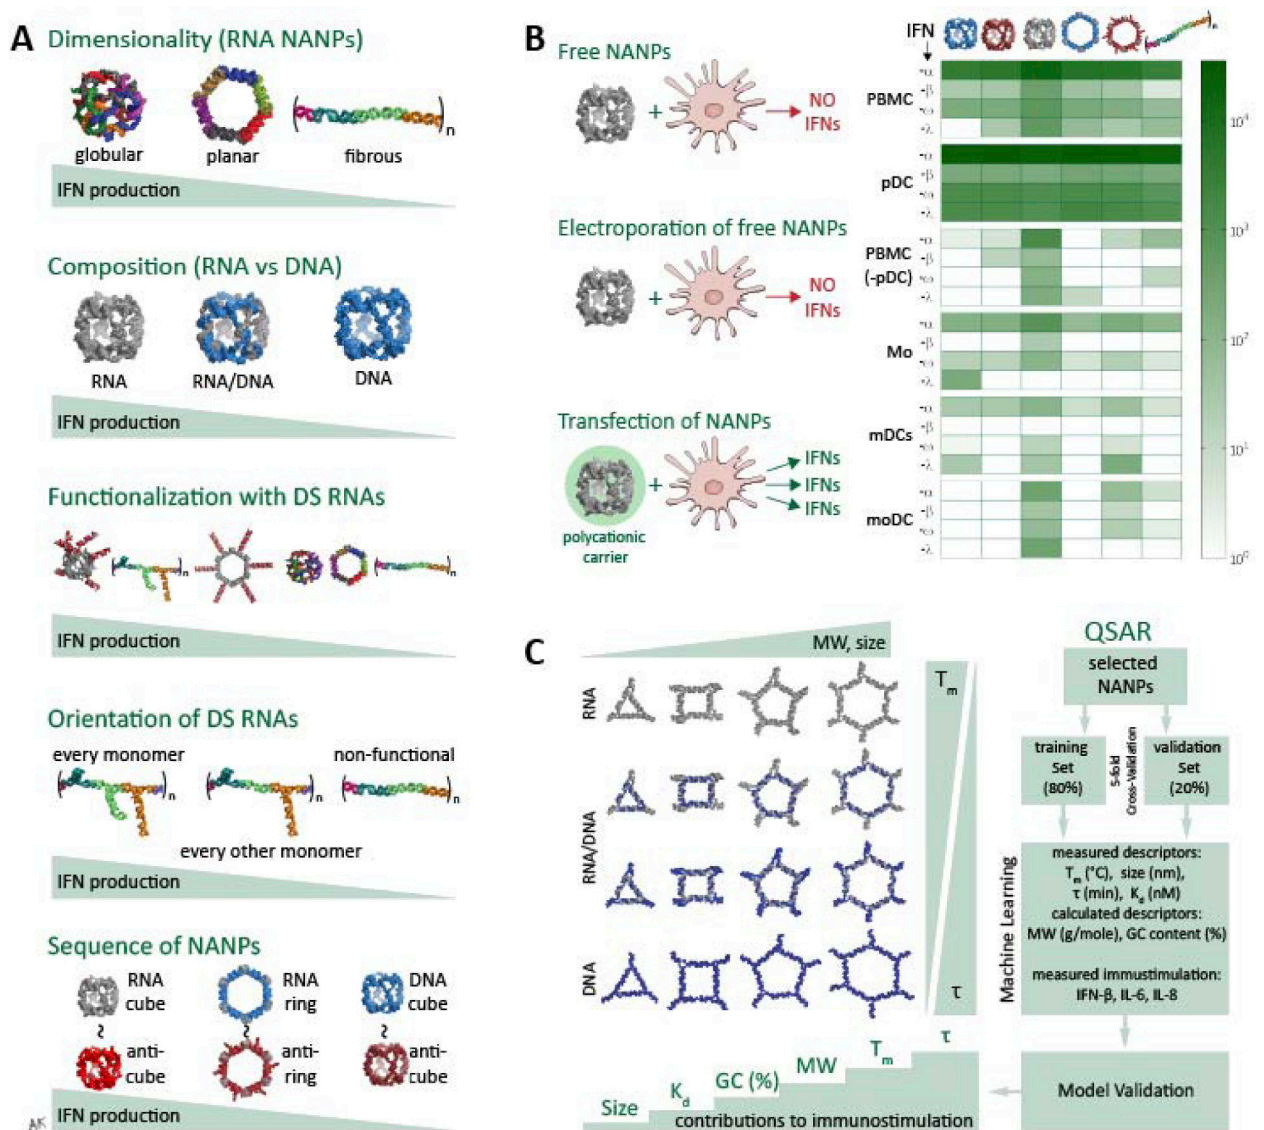 A
Dimensionality (RNA NANPs)
globular
planar
fibrous
n
IFN production
Composition (RNA vs DNA)
RNA
RNA/DNA
DNA
IFN production
Functionalization with DS RNAs
n
n
IFN production
Orientation of DS RNAs
every monomer
non-functional
n
n
n
every other monomer
IFN production
Sequence of NANPs
RNA
cube
RNA
ring
DNA
cube
~
~
~
anti-
cube
anti-
ring
anti-
cube
IFN production
AK
B
Free NANPs
+
NO
IFNs
Electroporation of free NANPs
+
NO
IFNs
Transfection of NANPs
+
IFNs
IFNs
IFNs
polycationic
carrier
IFN
n
PBMC
-α
-β
-ω
-λ
pDC
-α
-β
-ω
-λ
PBMC
(-pDC)
-α
-β
-ω
-λ
Mo
-α
-β
-ω
-λ
mDCs
-α
-β
-ω
-λ
moDC
-α
-β
-ω
-λ
10⁴
10³
10²
10¹
10⁰
C
MW, size
RNA
RNA/DNA
DNA
Tm
τ
QSAR
selected
NANPs
training
Set
(80%)
5-fold
Cross-Validation
validation
Set
(20%)
Machine Learning
measured descriptors:
Tm (°C), size (nm),
τ (min), Kd (nM)
calculated descriptors:
MW (g/mole), GC content (%)
measured immustimulation:
IFN-β, IL-6, IL-8
Model Validation
Size
Kd
GC (%)
MW
Tm
τ
contributions to immunostimulation